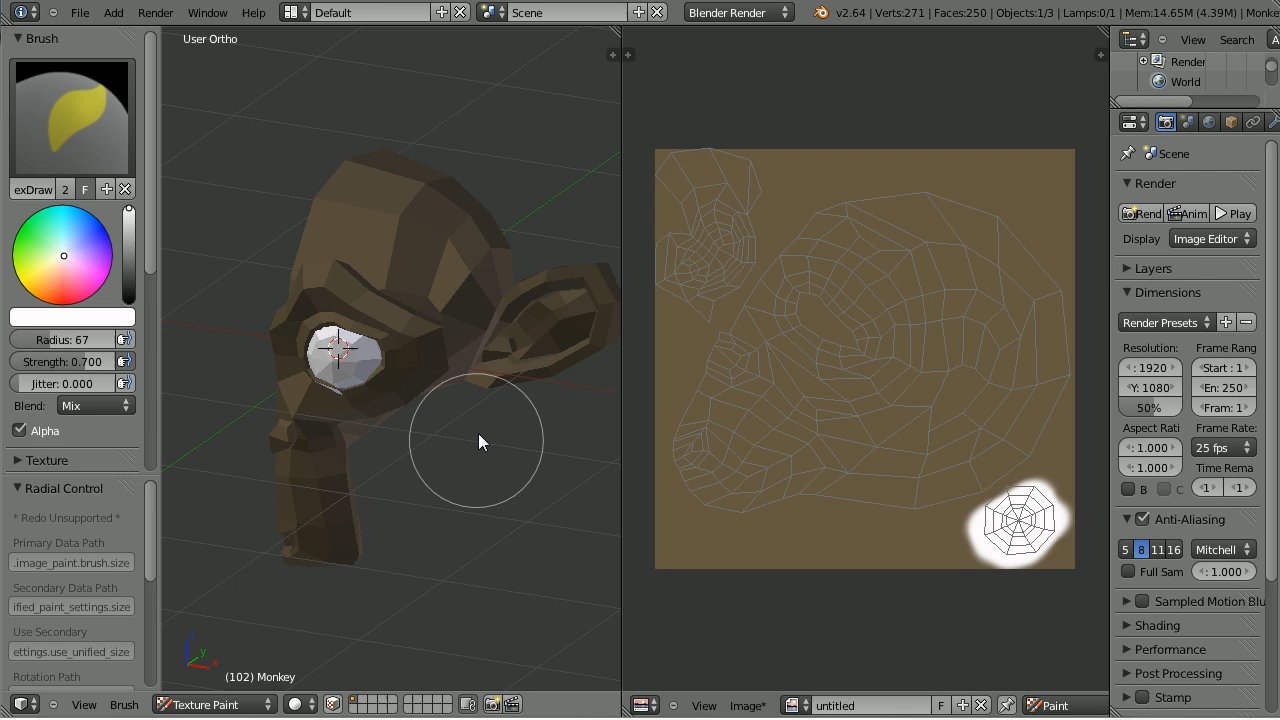 File Add Render Window Help Default Scene Blender Render v2.64 | Verts:271 | Faces:250 | Objects:1/3 | Lamps:0/1 | Mem:14.65M (4.39M) | Monke
Brush
exDraw 2 F
Radius: 67
Strength: 0.700
Jitter: 0.000
Blend: Mix
Alpha
Texture
Radial Control
* Redo Unsupported *
Primary Data Path
.image_paint.brush.size
Secondary Data Path
ified_paint_settings.size
Use Secondary
ettings.use_unified_size
Rotation Path
User Ortho
z
y
x
(102) Monkey
View Brush Texture Paint
View Image* untitled F Paint
View Search A
Render
World
Scene
Render
Rend Anim Play
Display Image Editor
Layers
Dimensions
Render Presets
Resolution: Frame Rang
: 1920 Start : 1
Y: 1080 En: 250
50% Fram: 1
Aspect Rati Frame Rate:
: 1.000 25 fps
: 1.000 Time Rema
B C 1 1
Anti-Aliasing
5 8 11 16 Mitchell
Full Sam : 1.000
Sampled Motion Blu
Shading
Performance
Post Processing
Stamp